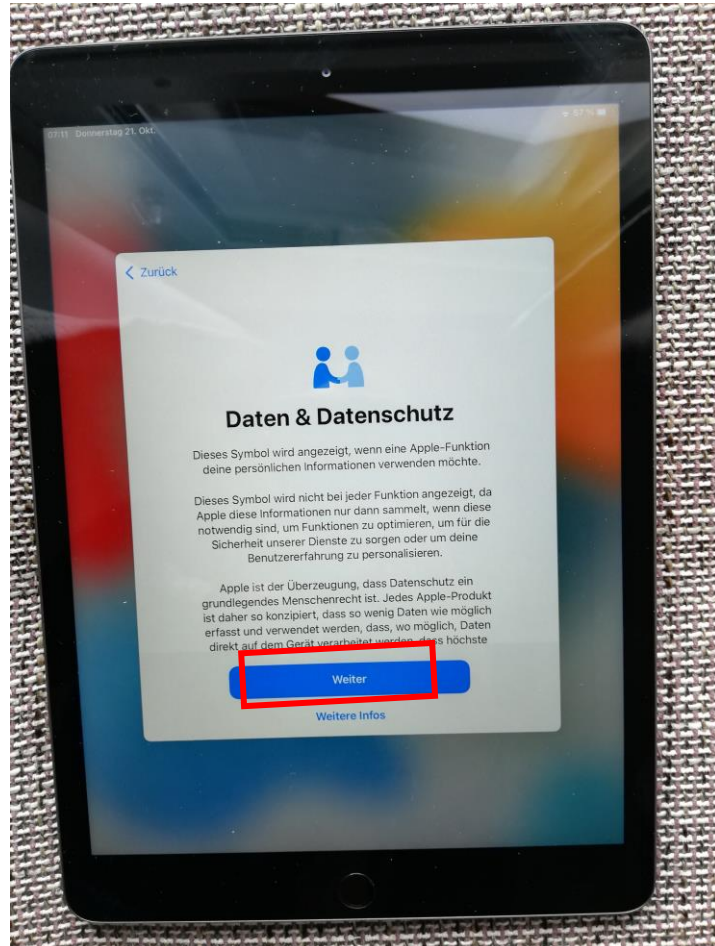 07:11 Donnerstag 21. Okt.
57 %
Zurück
Daten & Datenschutz
Dieses Symbol wird angezeigt, wenn eine Apple-Funktion
deine persönlichen Informationen verwenden möchte.
Dieses Symbol wird nicht bei jeder Funktion angezeigt, da
Apple diese Informationen nur dann sammelt, wenn diese
notwendig sind, um Funktionen zu optimieren, um für die
Sicherheit unserer Dienste zu sorgen oder um deine
Benutzererfahrung zu personalisieren.
Apple ist der Überzeugung, dass Datenschutz ein
grundlegendes Menschenrecht ist. Jedes Apple-Produkt
ist daher so konzipiert, dass so wenig Daten wie möglich
erfasst und verwendet werden, dass, wo möglich, Daten
direkt auf dem Gerät verarbeitet werden, dass höchste
Weiter
Weitere Infos